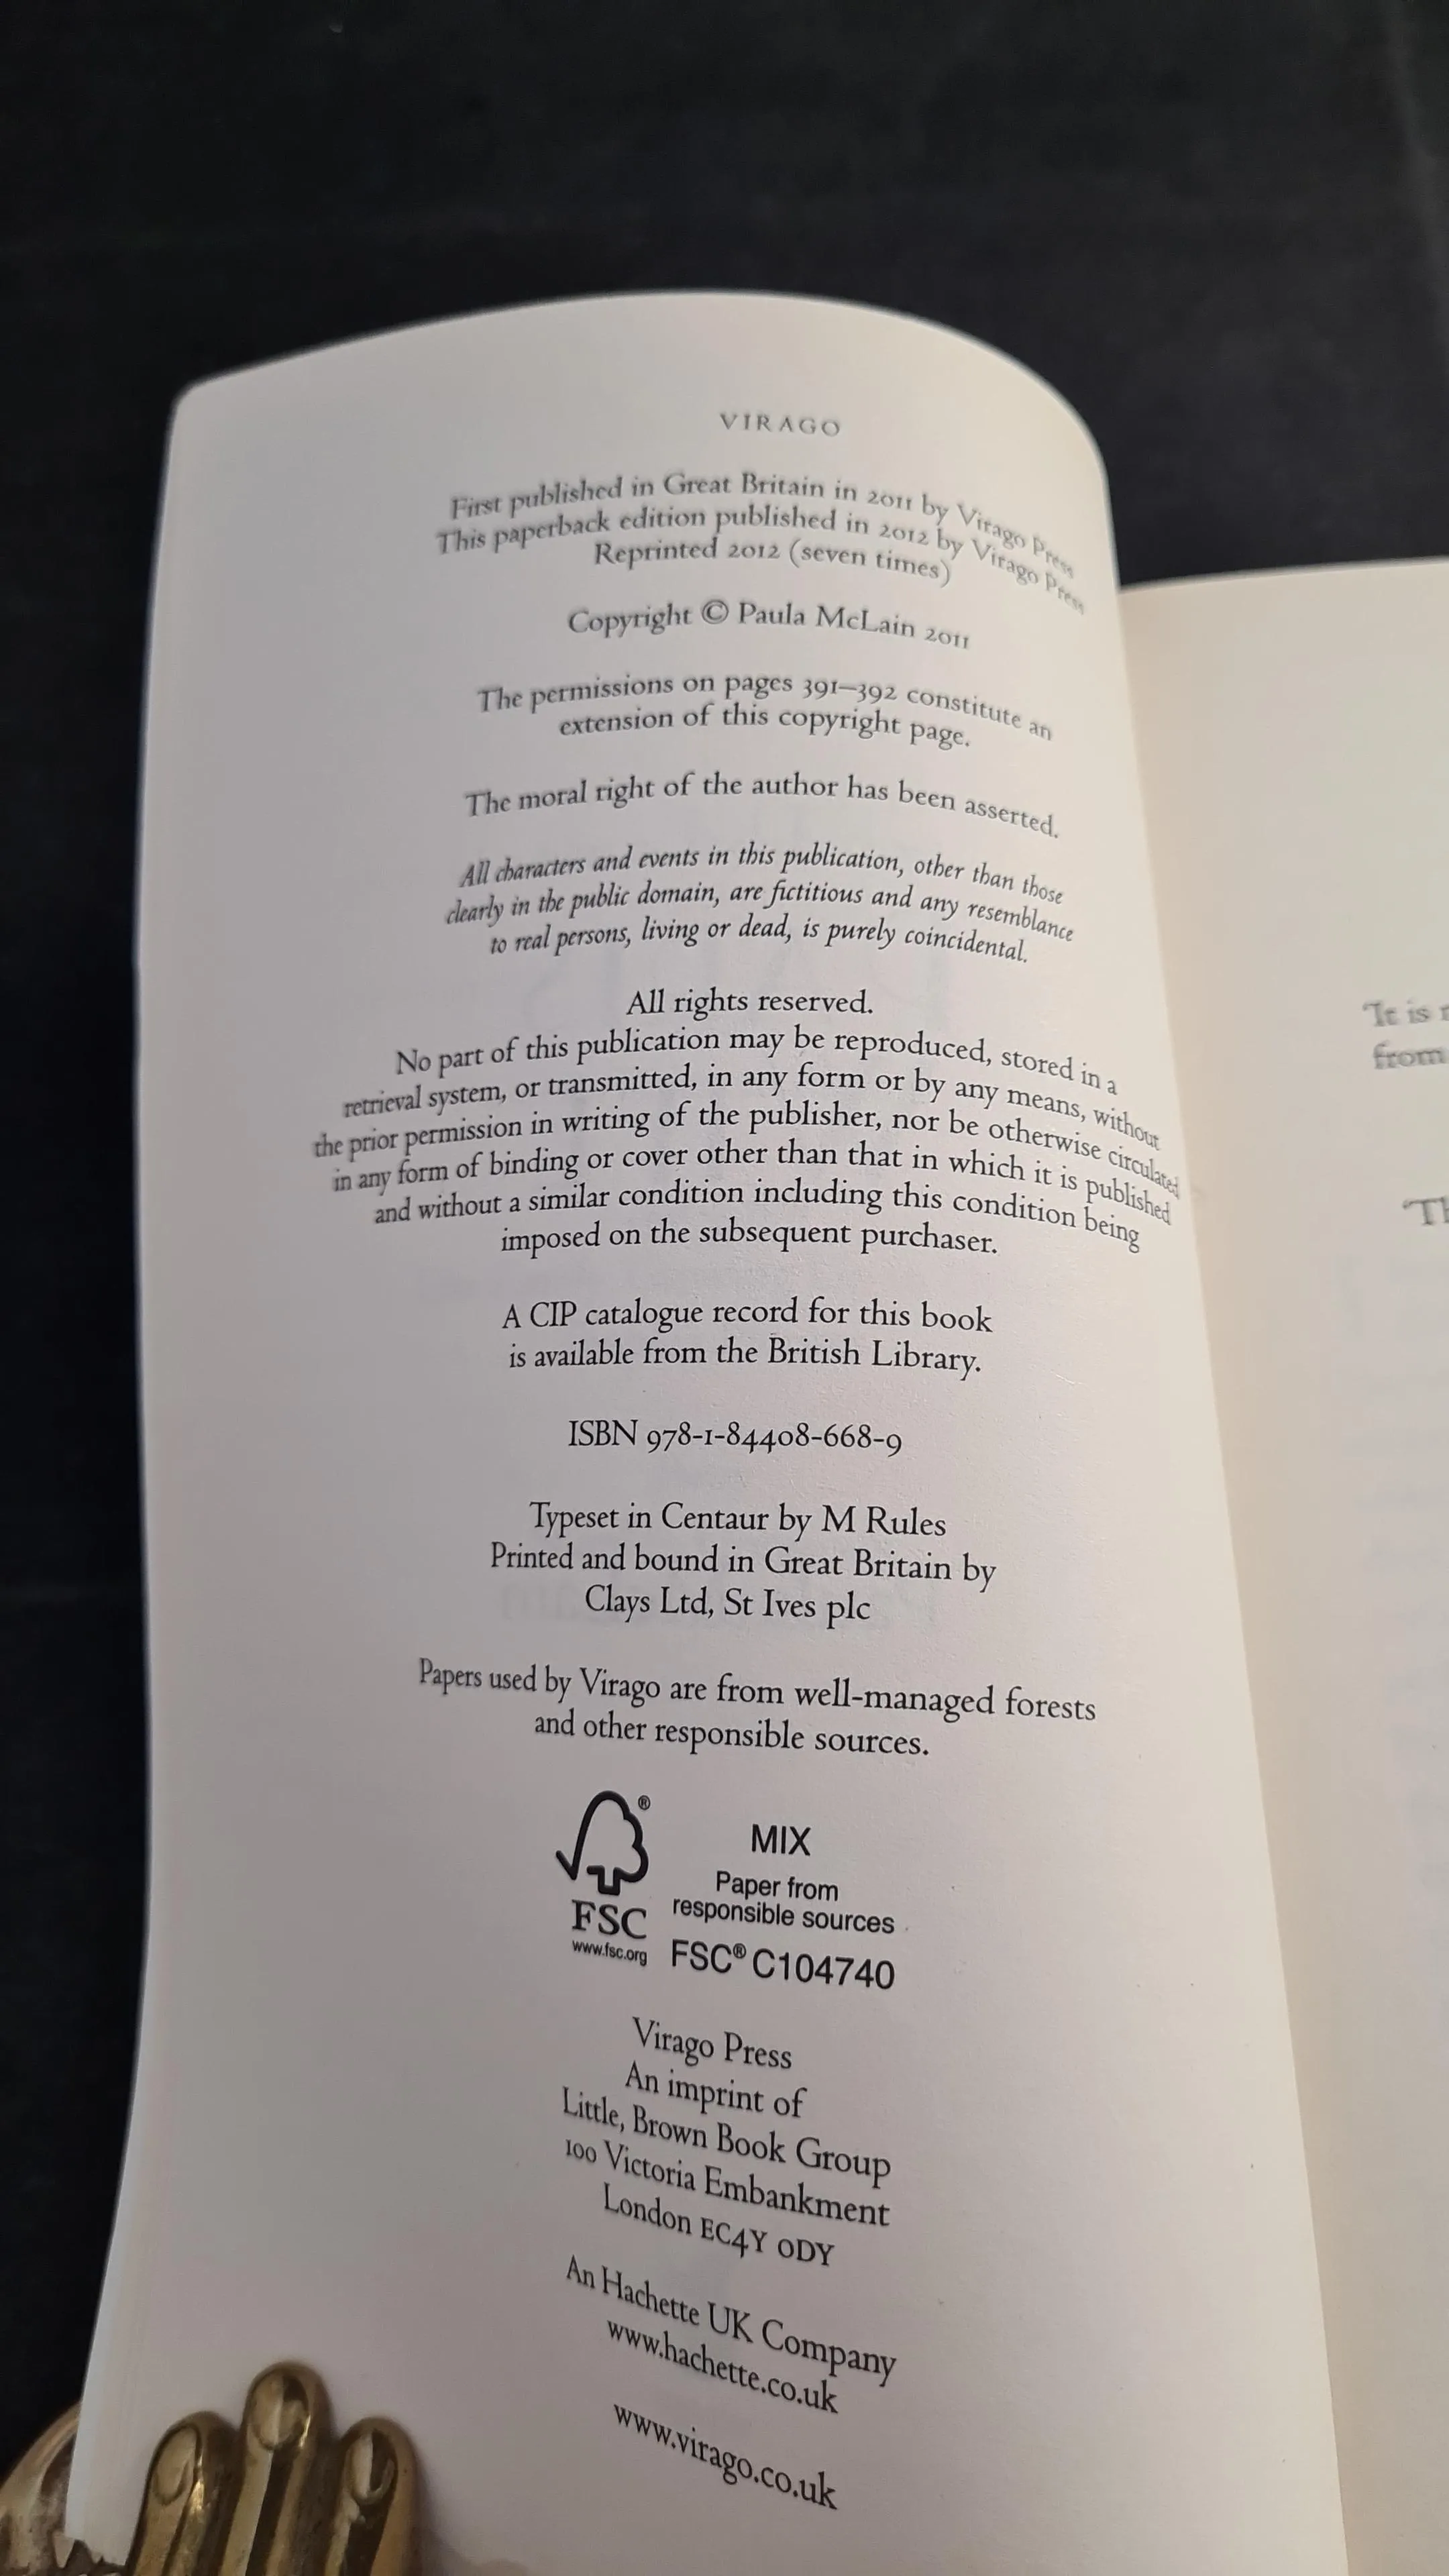 VIRAGO
First published in Great Britain in 2011 by Virago Press
This paperback edition published in 2012 by Virago Press
Reprinted 2012 (seven times)
Copyright © Paula McLain 2011
The permissions on pages 391–392 constitute an
extension of this copyright page.
The moral right of the author has been asserted.
All characters and events in this publication, other than those
clearly in the public domain, are fictitious and any resemblance
to real persons, living or dead, is purely coincidental.
All rights reserved.
No part of this publication may be reproduced, stored in a
retrieval system, or transmitted, in any form or by any means, without
the prior permission in writing of the publisher, nor be otherwise circulated
in any form of binding or cover other than that in which it is published
and without a similar condition including this condition being
imposed on the subsequent purchaser.
A CIP catalogue record for this book
is available from the British Library.
ISBN 978-1-84408-668-9
Typeset in Centaur by M Rules
Printed and bound in Great Britain by
Clays Ltd, St Ives plc
Papers used by Virago are from well-managed forests
and other responsible sources.
®
FSC
www.fsc.org
MIX
Paper from
responsible sources
FSC® C104740
Virago Press
An imprint of
Little, Brown Book Group
100 Victoria Embankment
London EC4Y 0DY
An Hachette UK Company
www.hachette.co.uk
www.virago.co.uk
'It is
from